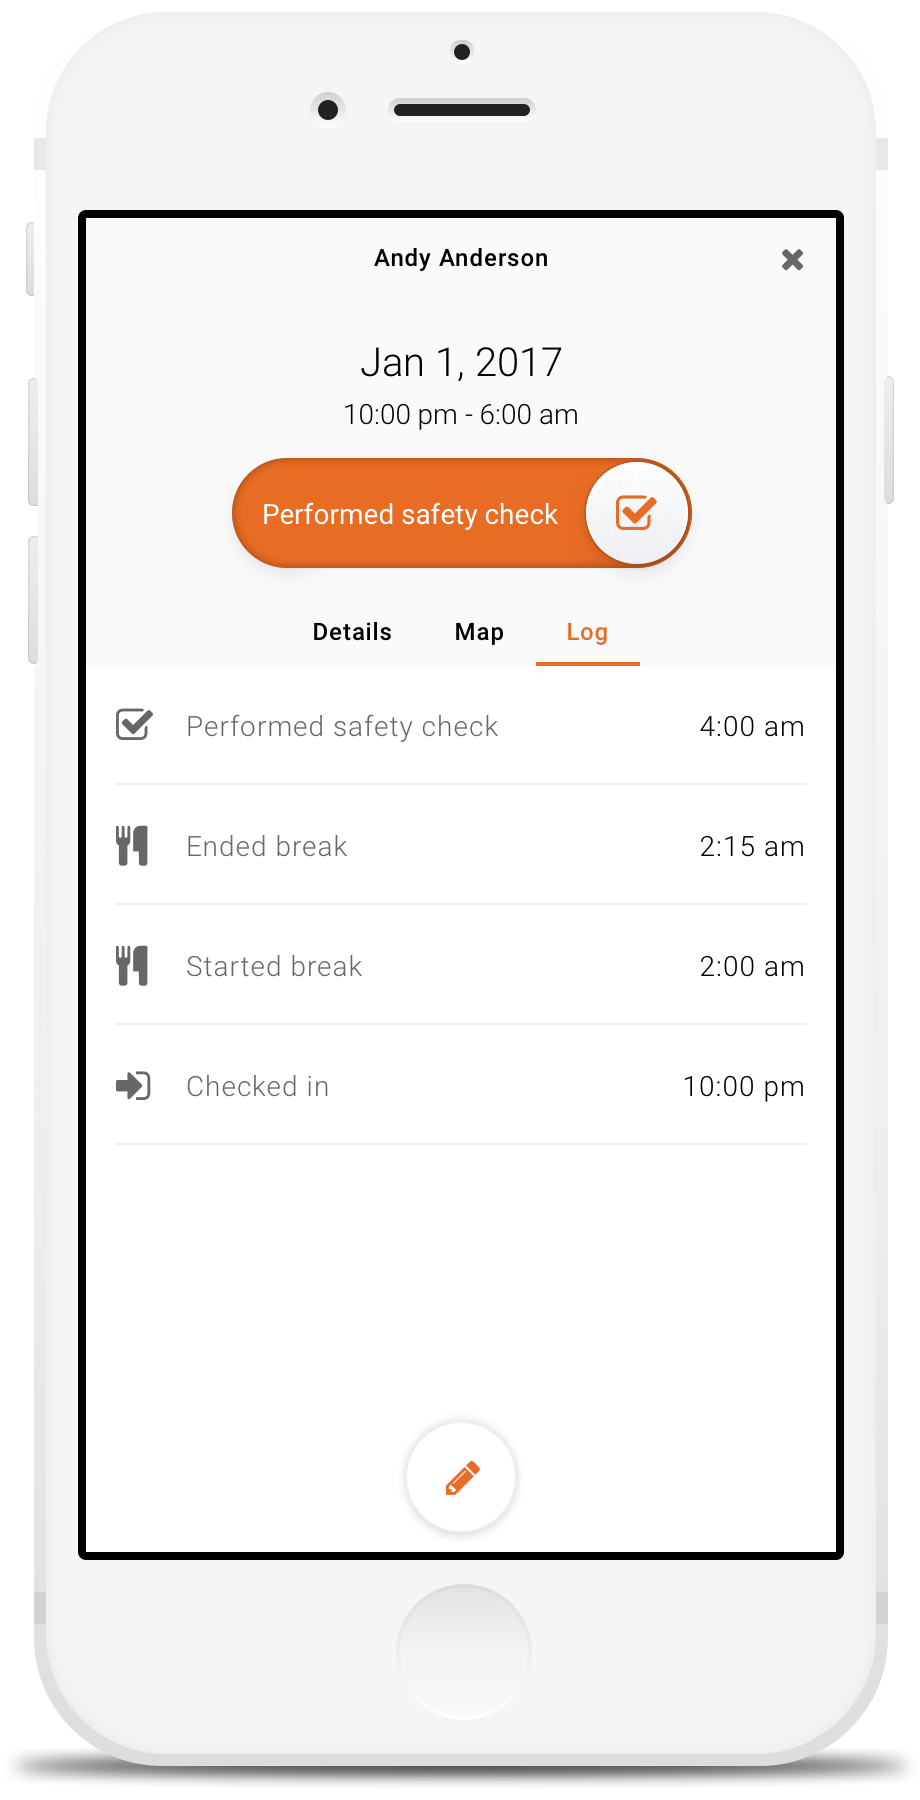 Andy Anderson
Jan 1, 2017
10:00 pm - 6:00 am
Performed safety check
Details Map Log
Performed safety check 4:00 am
Ended break 2:15 am
Started break 2:00 am
Checked in 10:00 pm